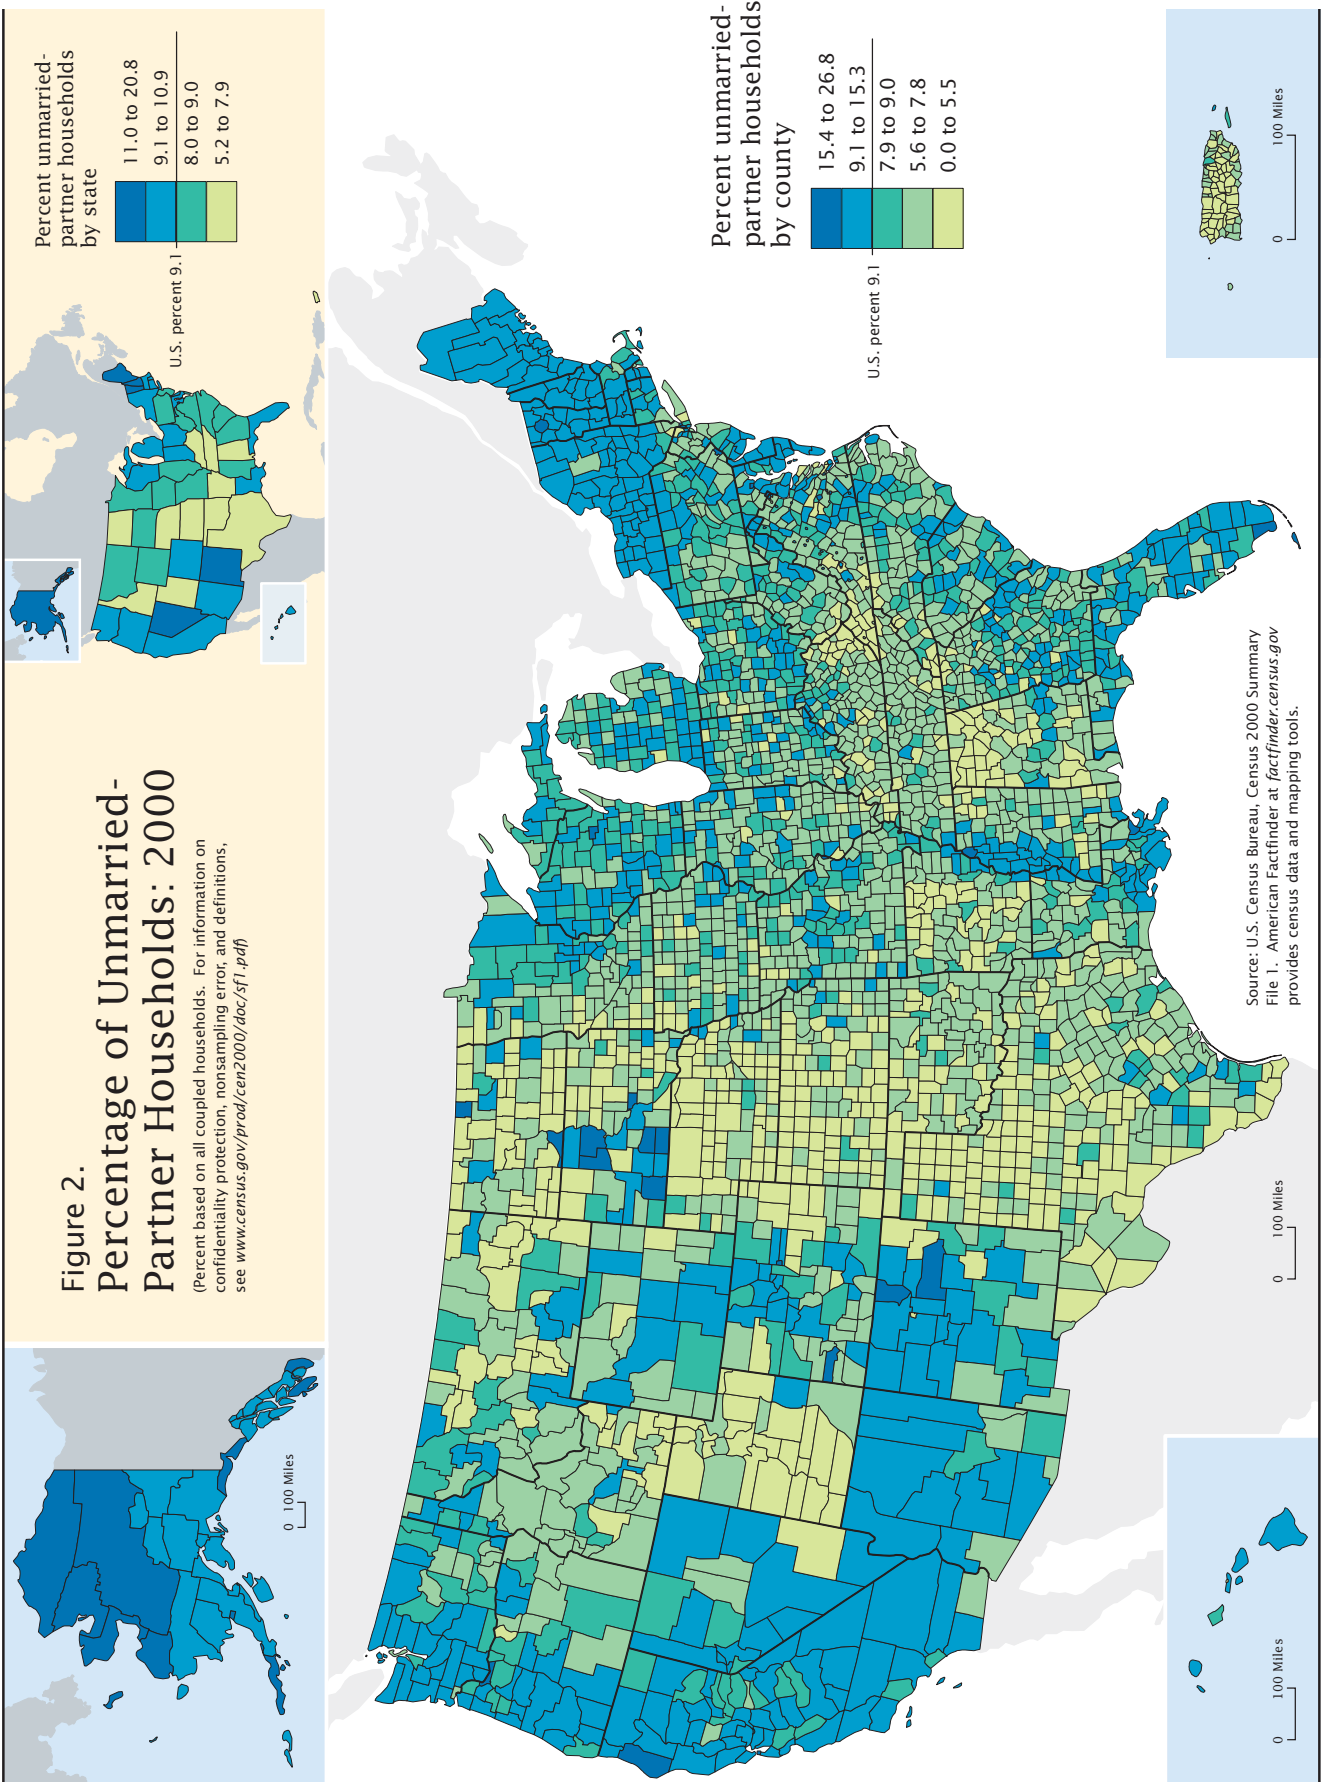 Figure 2.
Percentage of Unmarried-
Partner Households: 2000
(Percent based on all coupled households. For information on
confidentiality protection, nonsampling error, and definitions,
see www.census.gov/prod/cen2000/doc/sf1.pdf)
Percent unmarried-
partner households
by state
11.0 to 20.8
9.1 to 10.9
8.0 to 9.0
5.2 to 7.9
U.S. percent 9.1
Percent unmarried-
partner households
by county
15.4 to 26.8
9.1 to 15.3
7.9 to 9.0
5.6 to 7.8
0.0 to 5.5
U.S. percent 9.1
0 100 Miles
0 100 Miles
0 100 Miles
0 100 Miles
Source: U.S. Census Bureau, Census 2000 Summary
File 1. American Factfinder at factfinder.census.gov
provides census data and mapping tools.